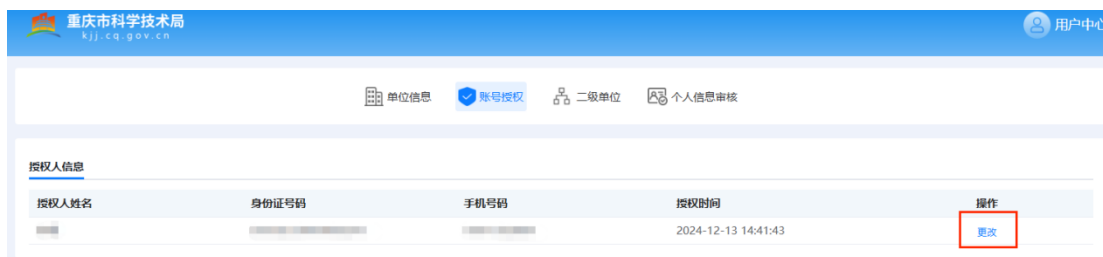 重庆市科学技术局
kjj.cq.gov.cn
用户中心
单位信息 账号授权 二级单位 个人信息审核
授权人信息
授权人姓名 身份证号码 手机号码 授权时间 操作
2024-12-13 14:41:43 更改